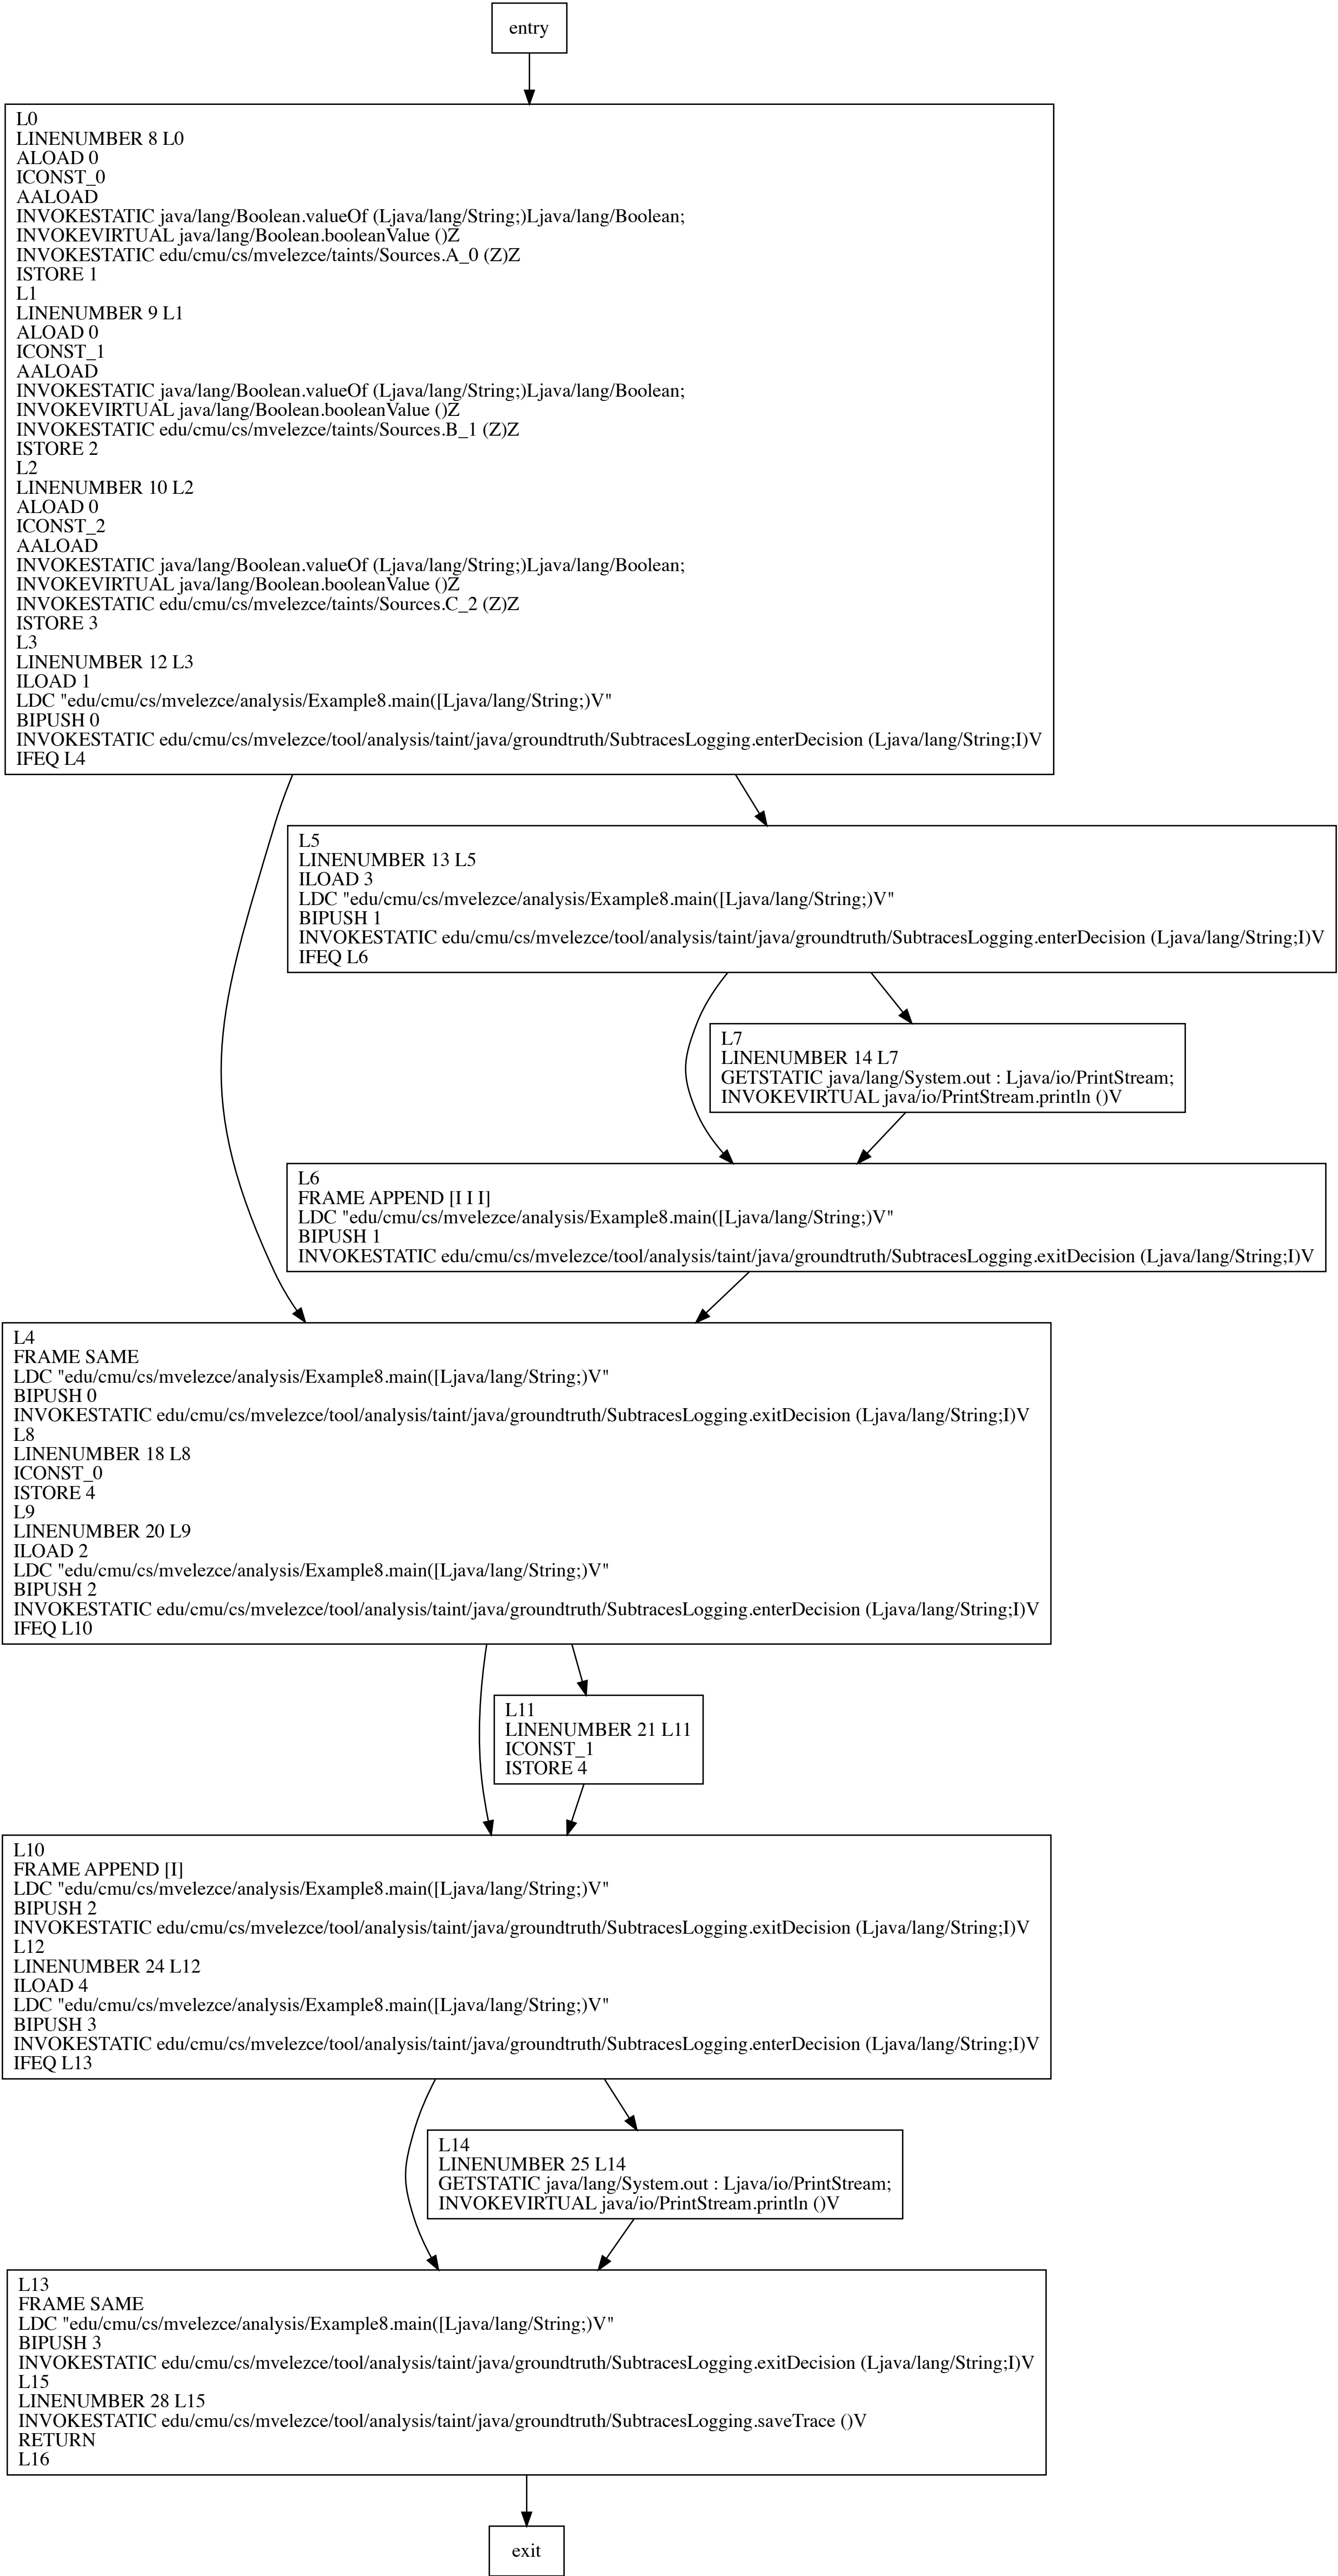 entry
L0
LINENUMBER 8 L0
ALOAD 0
ICONST_0
AALOAD
INVOKESTATIC java/lang/Boolean.valueOf (Ljava/lang/String;)Ljava/lang/Boolean;
INVOKEVIRTUAL java/lang/Boolean.booleanValue ()Z
INVOKESTATIC edu/cmu/cs/mvelezce/taints/Sources.A_0 (Z)Z
ISTORE 1
L1
LINENUMBER 9 L1
ALOAD 0
ICONST_1
AALOAD
INVOKESTATIC java/lang/Boolean.valueOf (Ljava/lang/String;)Ljava/lang/Boolean;
INVOKEVIRTUAL java/lang/Boolean.booleanValue ()Z
INVOKESTATIC edu/cmu/cs/mvelezce/taints/Sources.B_1 (Z)Z
ISTORE 2
L2
LINENUMBER 10 L2
ALOAD 0
ICONST_2
AALOAD
INVOKESTATIC java/lang/Boolean.valueOf (Ljava/lang/String;)Ljava/lang/Boolean;
INVOKEVIRTUAL java/lang/Boolean.booleanValue ()Z
INVOKESTATIC edu/cmu/cs/mvelezce/taints/Sources.C_2 (Z)Z
ISTORE 3
L3
LINENUMBER 12 L3
ILOAD 1
LDC "edu/cmu/cs/mvelezce/analysis/Example8.main([Ljava/lang/String;)V"
BIPUSH 0
INVOKESTATIC edu/cmu/cs/mvelezce/tool/analysis/taint/java/groundtruth/SubtracesLogging.enterDecision (Ljava/lang/String;I)V
IFEQ L4
L5
LINENUMBER 13 L5
ILOAD 3
LDC "edu/cmu/cs/mvelezce/analysis/Example8.main([Ljava/lang/String;)V"
BIPUSH 1
INVOKESTATIC edu/cmu/cs/mvelezce/tool/analysis/taint/java/groundtruth/SubtracesLogging.enterDecision (Ljava/lang/String;I)V
IFEQ L6
L7
LINENUMBER 14 L7
GETSTATIC java/lang/System.out : Ljava/io/PrintStream;
INVOKEVIRTUAL java/io/PrintStream.println ()V
L6
FRAME APPEND [I I I]
LDC "edu/cmu/cs/mvelezce/analysis/Example8.main([Ljava/lang/String;)V"
BIPUSH 1
INVOKESTATIC edu/cmu/cs/mvelezce/tool/analysis/taint/java/groundtruth/SubtracesLogging.exitDecision (Ljava/lang/String;I)V
L4
FRAME SAME
LDC "edu/cmu/cs/mvelezce/analysis/Example8.main([Ljava/lang/String;)V"
BIPUSH 0
INVOKESTATIC edu/cmu/cs/mvelezce/tool/analysis/taint/java/groundtruth/SubtracesLogging.exitDecision (Ljava/lang/String;I)V
L8
LINENUMBER 18 L8
ICONST_0
ISTORE 4
L9
LINENUMBER 20 L9
ILOAD 2
LDC "edu/cmu/cs/mvelezce/analysis/Example8.main([Ljava/lang/String;)V"
BIPUSH 2
INVOKESTATIC edu/cmu/cs/mvelezce/tool/analysis/taint/java/groundtruth/SubtracesLogging.enterDecision (Ljava/lang/String;I)V
IFEQ L10
L11
LINENUMBER 21 L11
ICONST_1
ISTORE 4
L10
FRAME APPEND [I]
LDC "edu/cmu/cs/mvelezce/analysis/Example8.main([Ljava/lang/String;)V"
BIPUSH 2
INVOKESTATIC edu/cmu/cs/mvelezce/tool/analysis/taint/java/groundtruth/SubtracesLogging.exitDecision (Ljava/lang/String;I)V
L12
LINENUMBER 24 L12
ILOAD 4
LDC "edu/cmu/cs/mvelezce/analysis/Example8.main([Ljava/lang/String;)V"
BIPUSH 3
INVOKESTATIC edu/cmu/cs/mvelezce/tool/analysis/taint/java/groundtruth/SubtracesLogging.enterDecision (Ljava/lang/String;I)V
IFEQ L13
L14
LINENUMBER 25 L14
GETSTATIC java/lang/System.out : Ljava/io/PrintStream;
INVOKEVIRTUAL java/io/PrintStream.println ()V
L13
FRAME SAME
LDC "edu/cmu/cs/mvelezce/analysis/Example8.main([Ljava/lang/String;)V"
BIPUSH 3
INVOKESTATIC edu/cmu/cs/mvelezce/tool/analysis/taint/java/groundtruth/SubtracesLogging.exitDecision (Ljava/lang/String;I)V
L15
LINENUMBER 28 L15
INVOKESTATIC edu/cmu/cs/mvelezce/tool/analysis/taint/java/groundtruth/SubtracesLogging.saveTrace ()V
RETURN
L16
exit